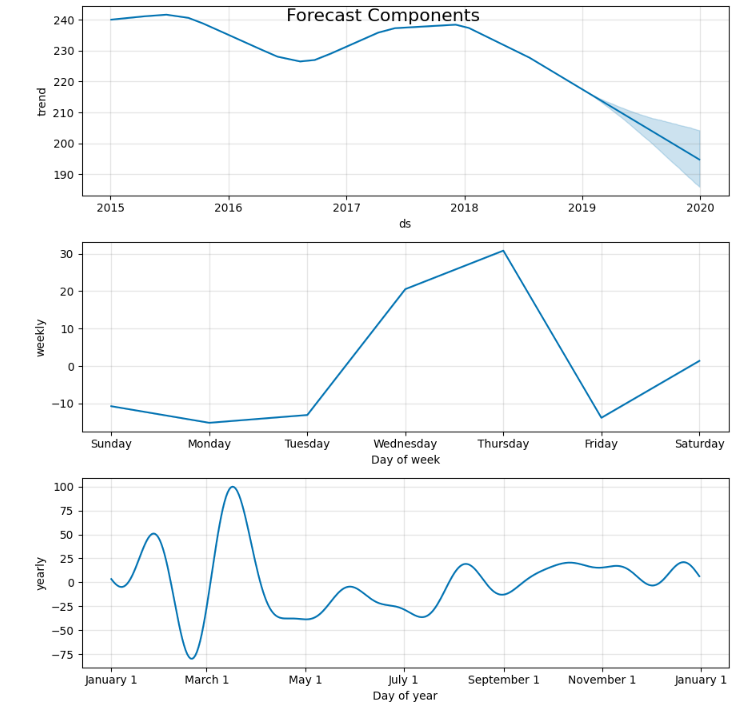 Forecast Components
240
230
220
210
200
190
trend
2015 2016 2017 2018 2019 2020
ds
30
20
10
0
−10
weekly
Sunday Monday Tuesday Wednesday Thursday Friday Saturday
Day of week
100
75
50
25
0
−25
−50
−75
yearly
January 1 March 1 May 1 July 1 September 1 November 1 January 1
Day of year